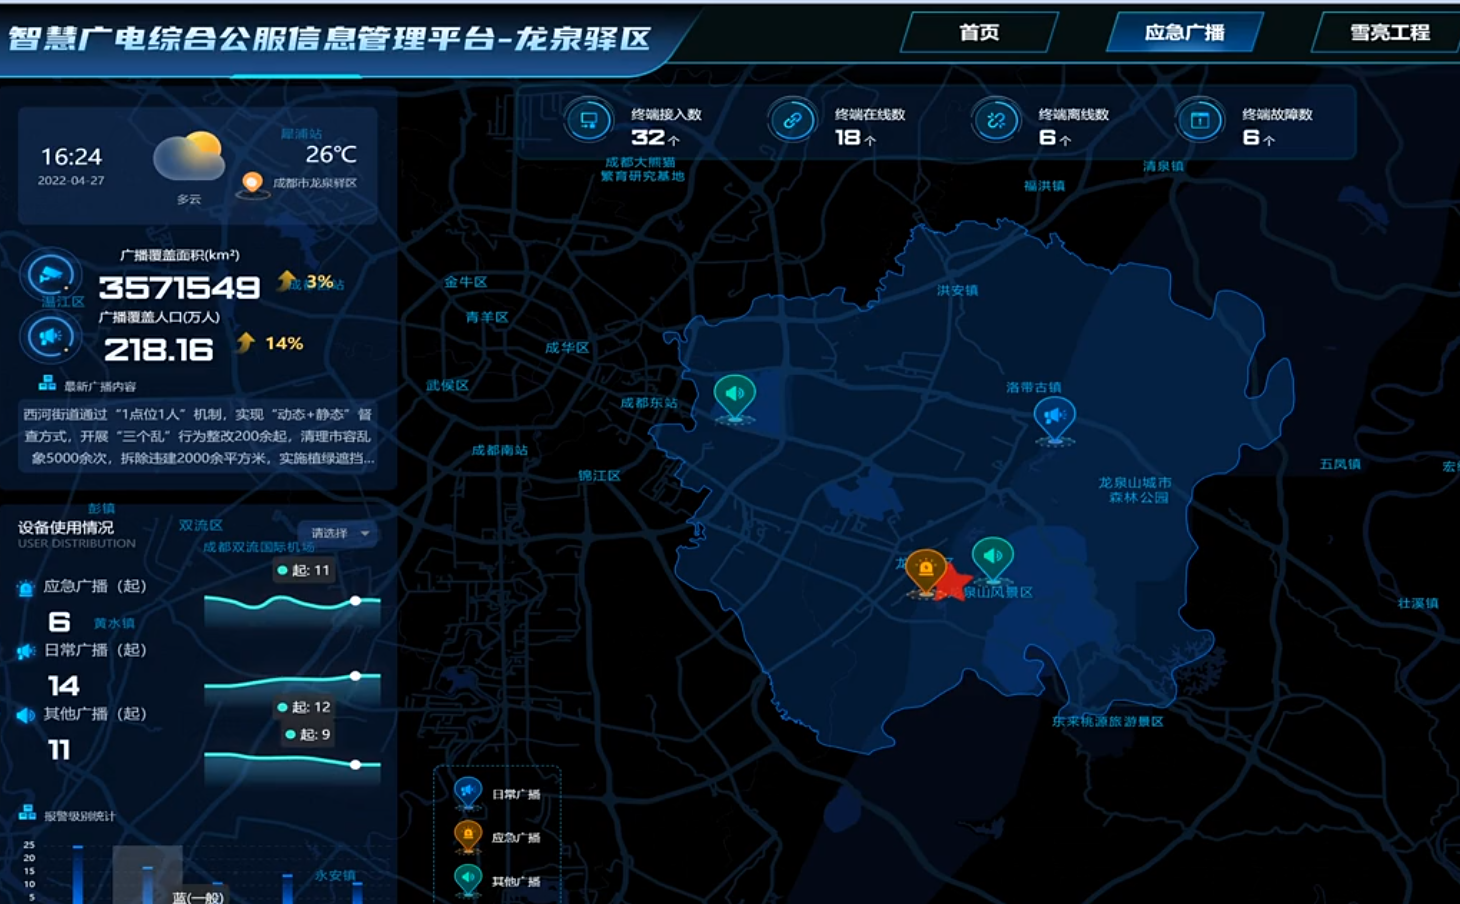 智慧广电综合公服信息管理平台-龙泉驿区
首页
应急广播
雪亮工程
终端接入数
32个
终端在线数
18个
终端离线数
6个
终端故障数
6个
16:24
2022-04-27
多云
犀浦站
26℃
成都市龙泉驿区
广播覆盖面积(km²)
3571549
3%
温江区
广播覆盖人口(万人)
218.16
14%
最新广播内容
西河街道通过“1点位1人”机制，实现“动态+静态”督
查方式，开展“三个乱”行为整改200余起，清理市容乱
象5000余次，拆除违建2000余平方米，实施植绿遮挡...
彭镇
设备使用情况
USER DISTRIBUTION
双流区
请选择
成都双流国际机场
起: 11
应急广播（起）
6
黄水镇
日常广播（起）
14
起: 12
其他广播（起）
11
起: 9
报警级别统计
25
20
15
10
5
永安镇
蓝(一般)
成都大熊猫
繁育研究基地
福洪镇
清泉镇
金牛区
青羊区
成华区
武侯区
成都东站
成都南站
锦江区
洪安镇
洛带古镇
龙泉山城市
森林公园
五凤镇
泉山风景区
壮溪镇
东来桃源旅游景区
日常广播
应急广播
其他广播